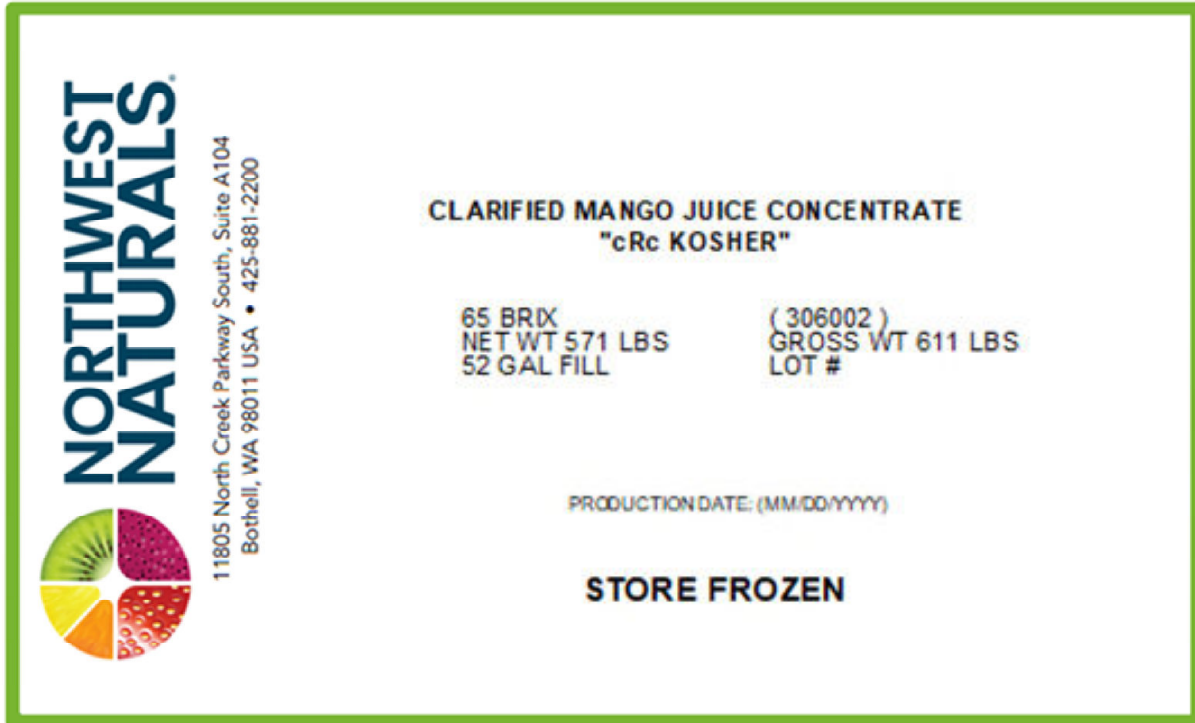 NORTHWEST
NATURALS®
11805 North Creek Parkway South, Suite A104
Bothell, WA 98011 USA • 425-881-2200
CLARIFIED MANGO JUICE CONCENTRATE
"cRc KOSHER"
65 BRIX ( 306002 )
NET WT 571 LBS GROSS WT 611 LBS
52 GAL FILL LOT #
PRODUCTION DATE: (MM/DD/YYYY)
STORE FROZEN